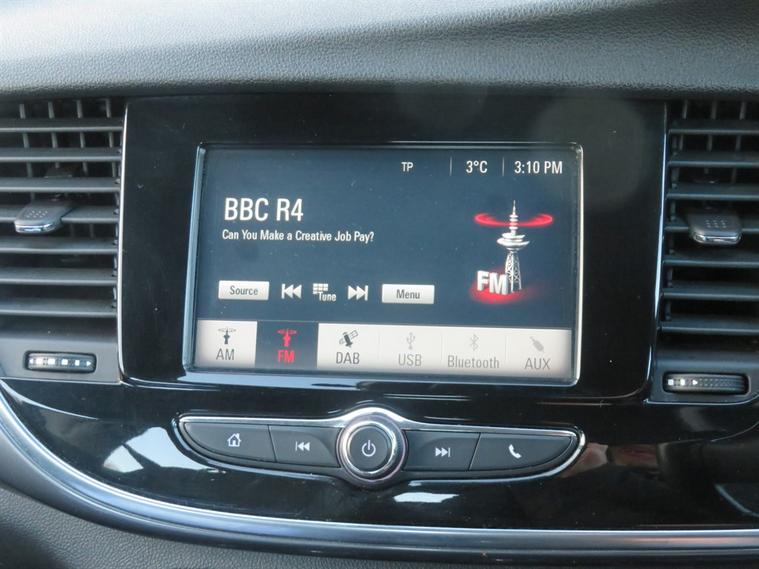 TP 3°C 3:10 PM
BBC R4
Can You Make a Creative Job Pay?
FM
Source Tune Menu
AM FM DAB USB Bluetooth AUX